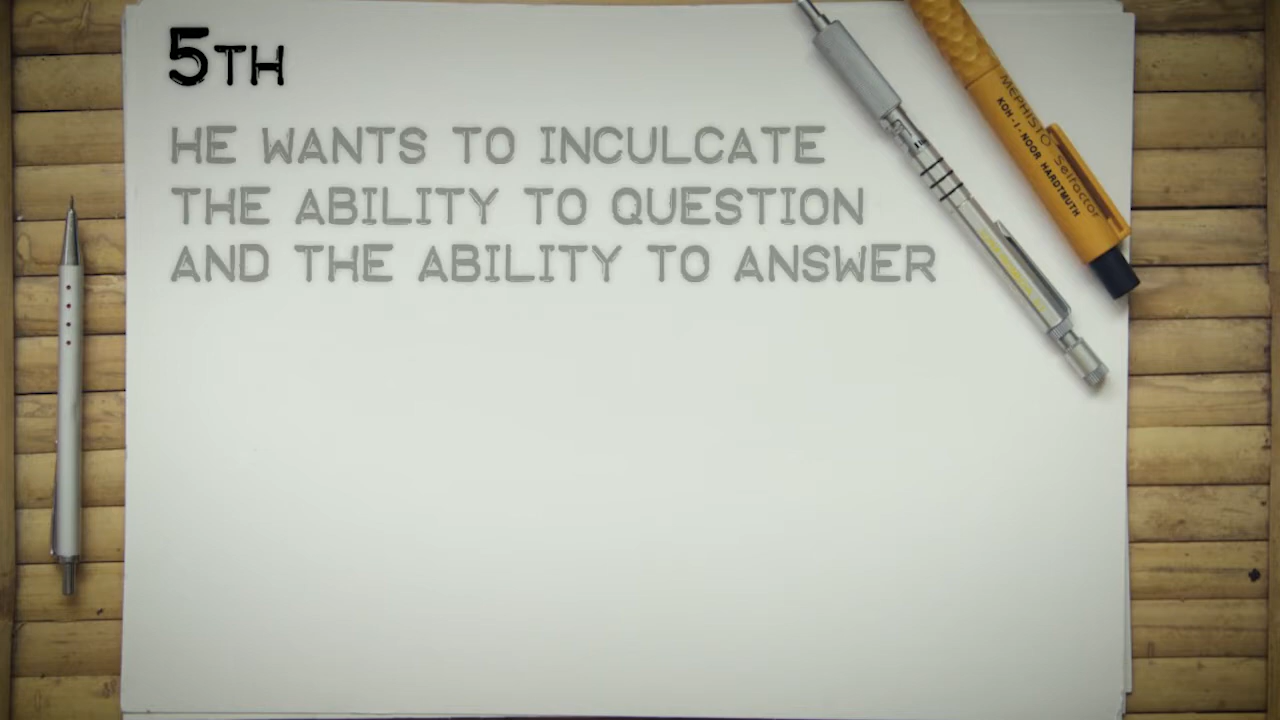 5TH
HE WANTS TO INCULCATE
THE ABILITY TO QUESTION
AND THE ABILITY TO ANSWER
MEPHISTO Selfactor
KOH-I-NOOR HARDTMUTH